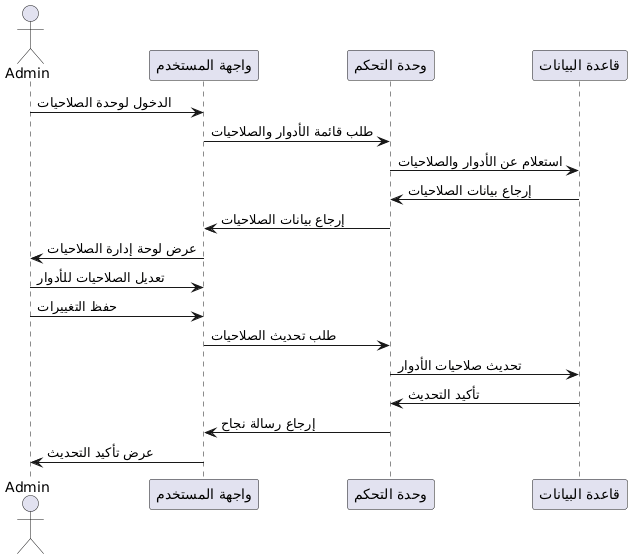 Admin
واجهة المستخدم
وحدة التحكم
قاعدة البيانات
الدخول لوحدة الصلاحيات
طلب قائمة الأدوار والصلاحيات
استعلام عن الأدوار والصلاحيات
إرجاع بيانات الصلاحيات
إرجاع بيانات الصلاحيات
عرض لوحة إدارة الصلاحيات
تعديل الصلاحيات للأدوار
حفظ التغييرات
طلب تحديث الصلاحيات
تحديث صلاحيات الأدوار
تأكيد التحديث
إرجاع رسالة نجاح
عرض تأكيد التحديث
Admin
واجهة المستخدم
وحدة التحكم
قاعدة البيانات